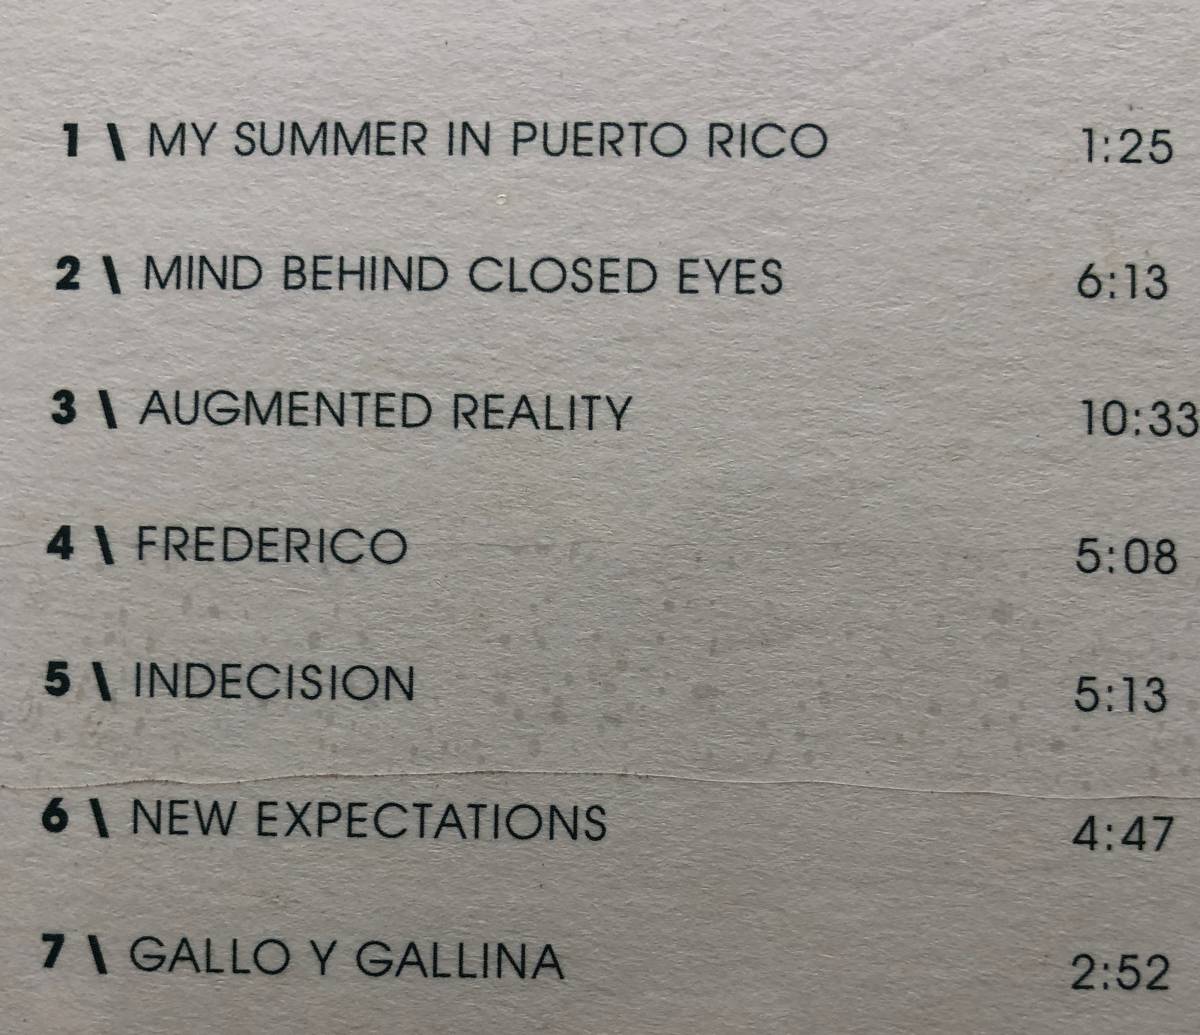 1 \ MY SUMMER IN PUERTO RICO 1:25
2 \ MIND BEHIND CLOSED EYES 6:13
3 \ AUGMENTED REALITY 10:33
4 \ FREDERICO 5:08
5 \ INDECISION 5:13
6 \ NEW EXPECTATIONS 4:47
7 \ GALLO Y GALLINA 2:52